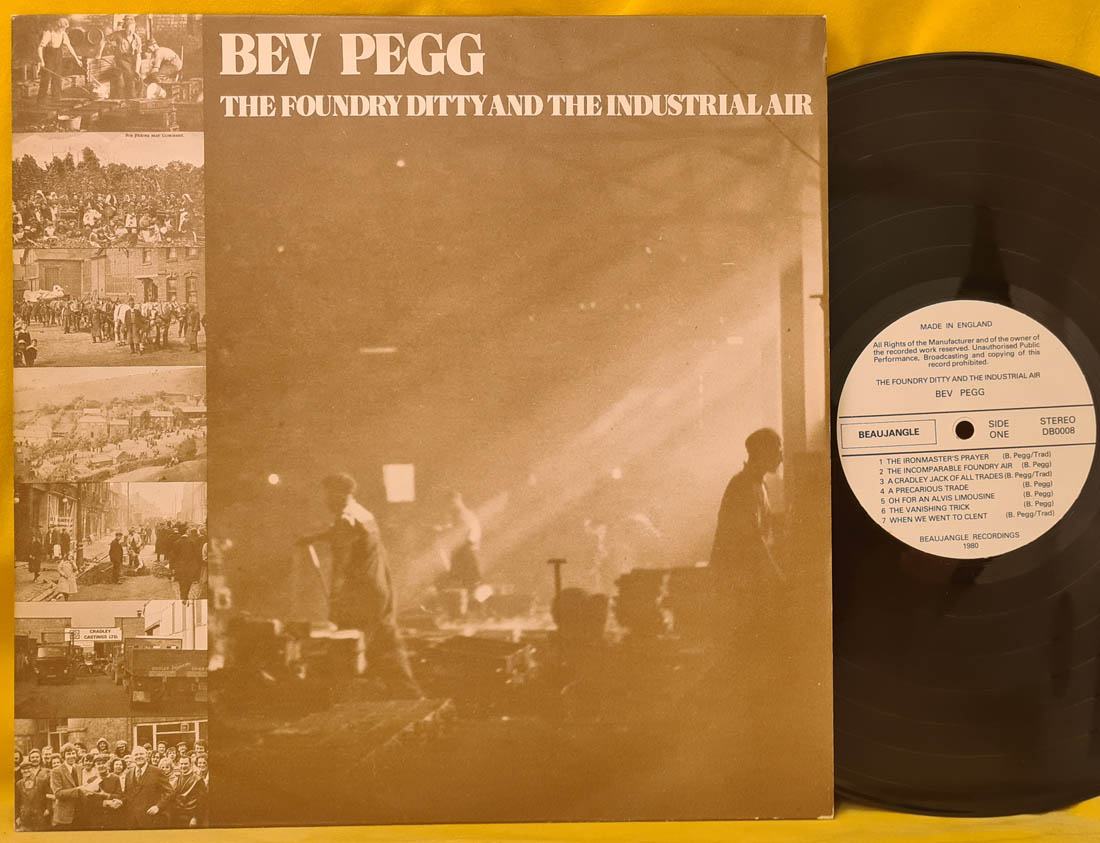 BEV PEGG
THE FOUNDRY DITTY AND THE INDUSTRIAL AIR
CRADLEY
CASTINGS LTD.
MADE IN ENGLAND
All Rights of the Manufacturer and of the owner of
the recorded work reserved. Unauthorised Public
Performance, Broadcasting and copying of this
record prohibited.
THE FOUNDRY DITTY AND THE INDUSTRIAL AIR
BEV PEGG
BEAUJANGLE
SIDE
ONE
STEREO
DB0008
1 THE IRONMASTER'S PRAYER (B. Pegg/Trad)
2 THE INCOMPARABLE FOUNDRY AIR (B. Pegg)
3 A CRADLEY JACK OF ALL TRADES (B. Pegg/Trad)
4 A PRECARIOUS TRADE (B. Pegg)
5 OH FOR AN ALVIS LIMOUSINE (B. Pegg)
6 THE VANISHING TRICK (B. Pegg)
7 WHEN WE WENT TO CLENT (B. Pegg/Trad)
BEAUJANGLE RECORDINGS
1980